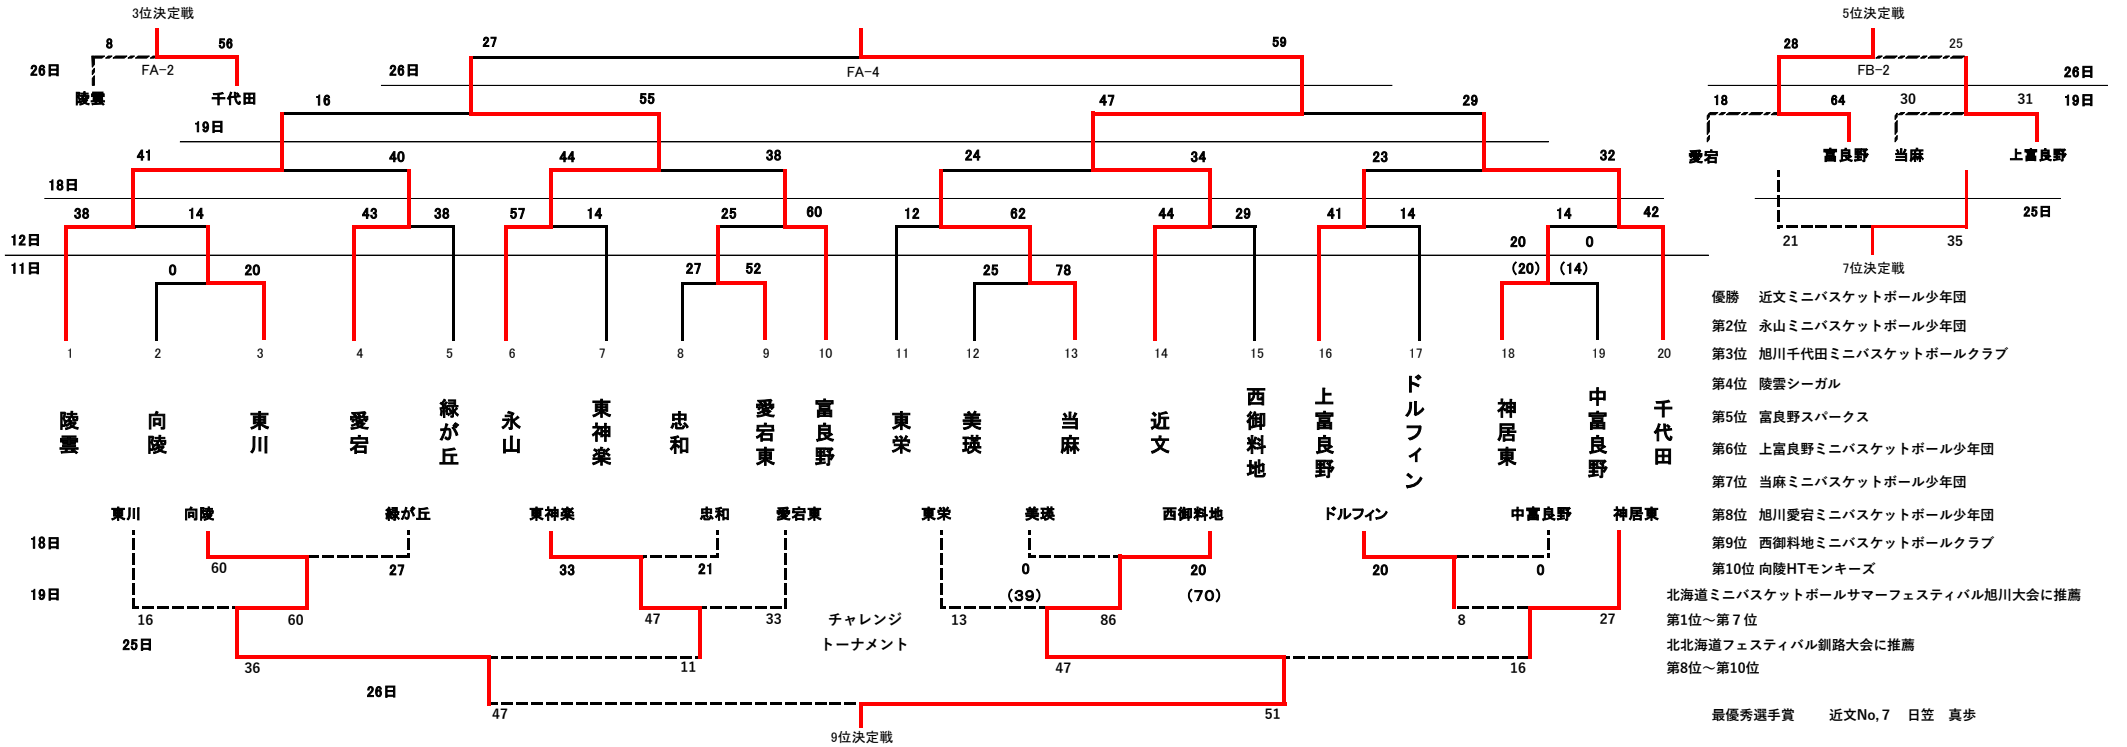 3位決定戦
5位決定戦
8 56 27 59 28 25
26日 FA-2 26日 FA-4 FB-2 26日
陵雲 千代田 16 55 47 29 18 64 30 31 19日
19日
愛宕 富良野 当麻 上富良野
41 40 44 38 24 34 23 32
18日
38 14 43 38 57 14 25 60 12 62 44 29 41 14 14 42
25日
12日 20 0 21 35
11日 0 20 27 52 25 78 (20) (14) 7位決定戦
優勝 近文ミニバスケットボール少年団
第2位 永山ミニバスケットボール少年団
1 2 3 4 5 6 7 8 9 10 11 12 13 14 15 16 17 18 19 20
第3位 旭川千代田ミニバスケットボールクラブ
第4位 陵雲シーガル
陵雲 向陵 東川 愛宕 緑が丘 永山 東神楽 忠和 愛宕東 富良野 東栄 美瑛 当麻 近文 西御料地 上富良野 ドルフィン 神居東 中富良野 千代田
第5位 富良野スパークス
第6位 上富良野ミニバスケットボール少年団
第7位 当麻ミニバスケットボール少年団
第8位 旭川愛宕ミニバスケットボール少年団
第9位 西御料地ミニバスケットボールクラブ
第10位 向陵HTモンキーズ
東川 向陵 緑が丘 東神楽 忠和 愛宕東 東栄 美瑛 西御料地 ドルフィン 中富良野 神居東
18日
60 27 33 21 0 20 20 0
19日 (39) (70)
北海道ミニバスケットボールサマーフェスティバル旭川大会に推薦
16 60 47 33 チャレンジ 13 86 8 27
第1位～第７位
25日 トーナメント
北北海道フェスティバル釧路大会に推薦
36 11 47 16
第8位～第10位
26日
47 51
最優秀選手賞 近文No,７ 日笠 真歩
9位決定戦